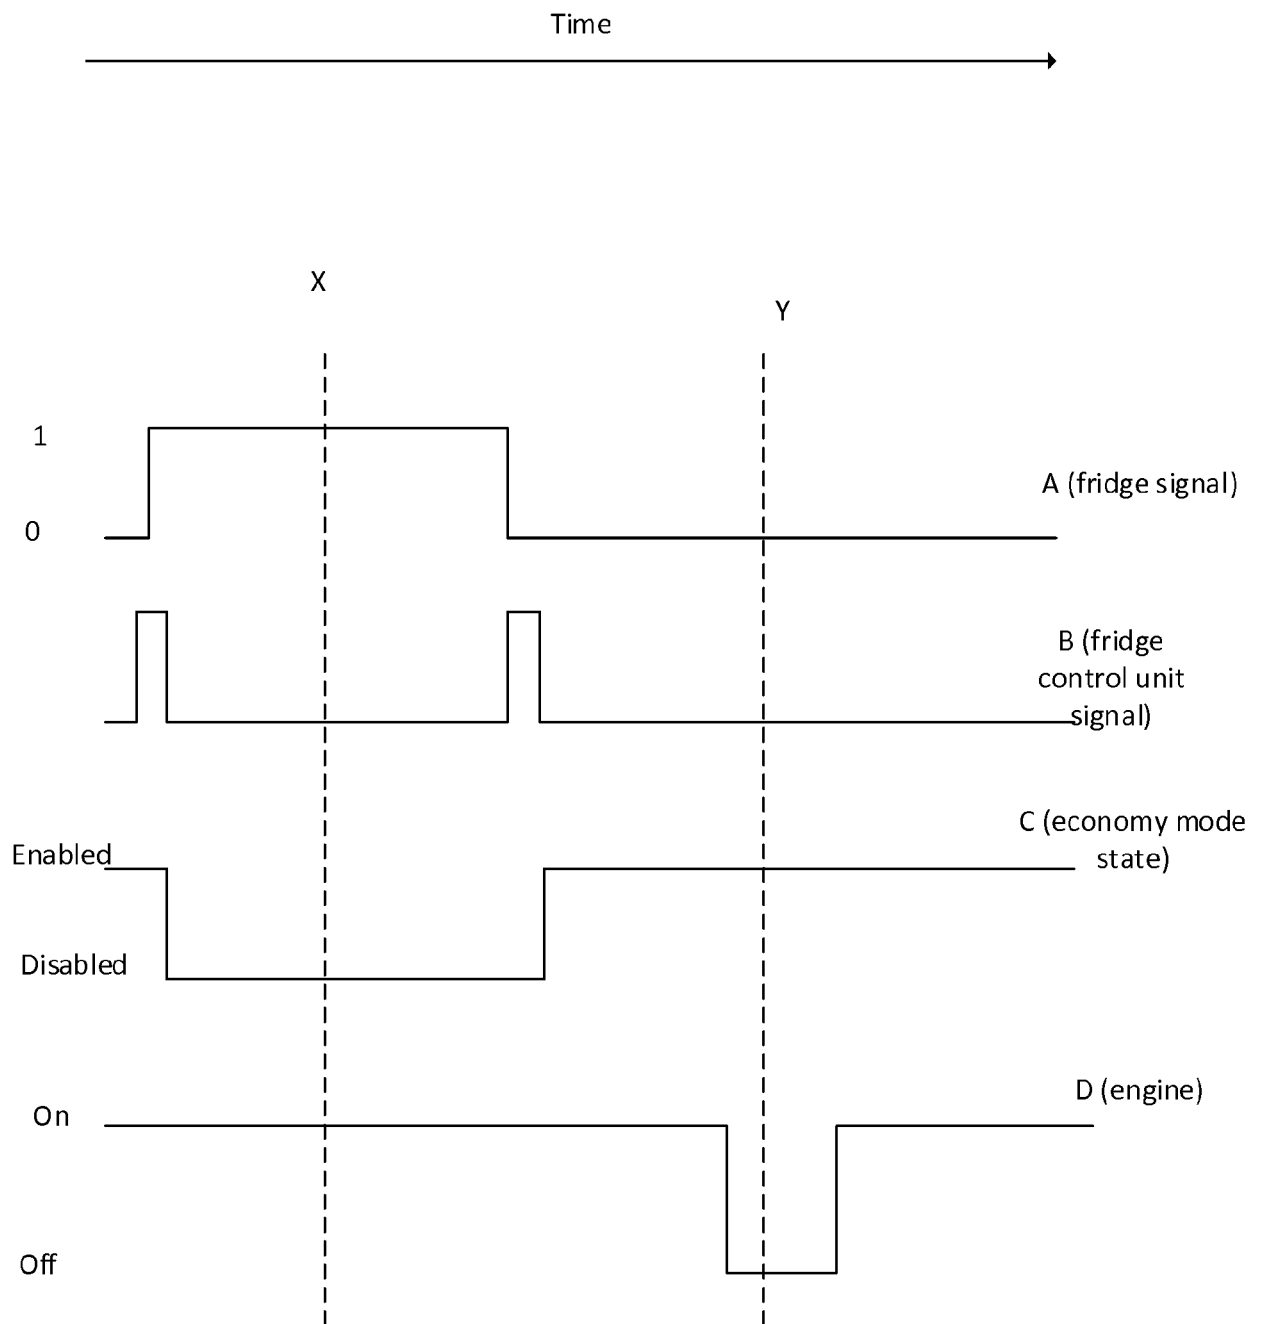 Time
X
Y
1
A (fridge signal)
0
B (fridge
control unit
signal)
C (economy mode
Enabled
state)
Disabled
D (engine)
On
Off